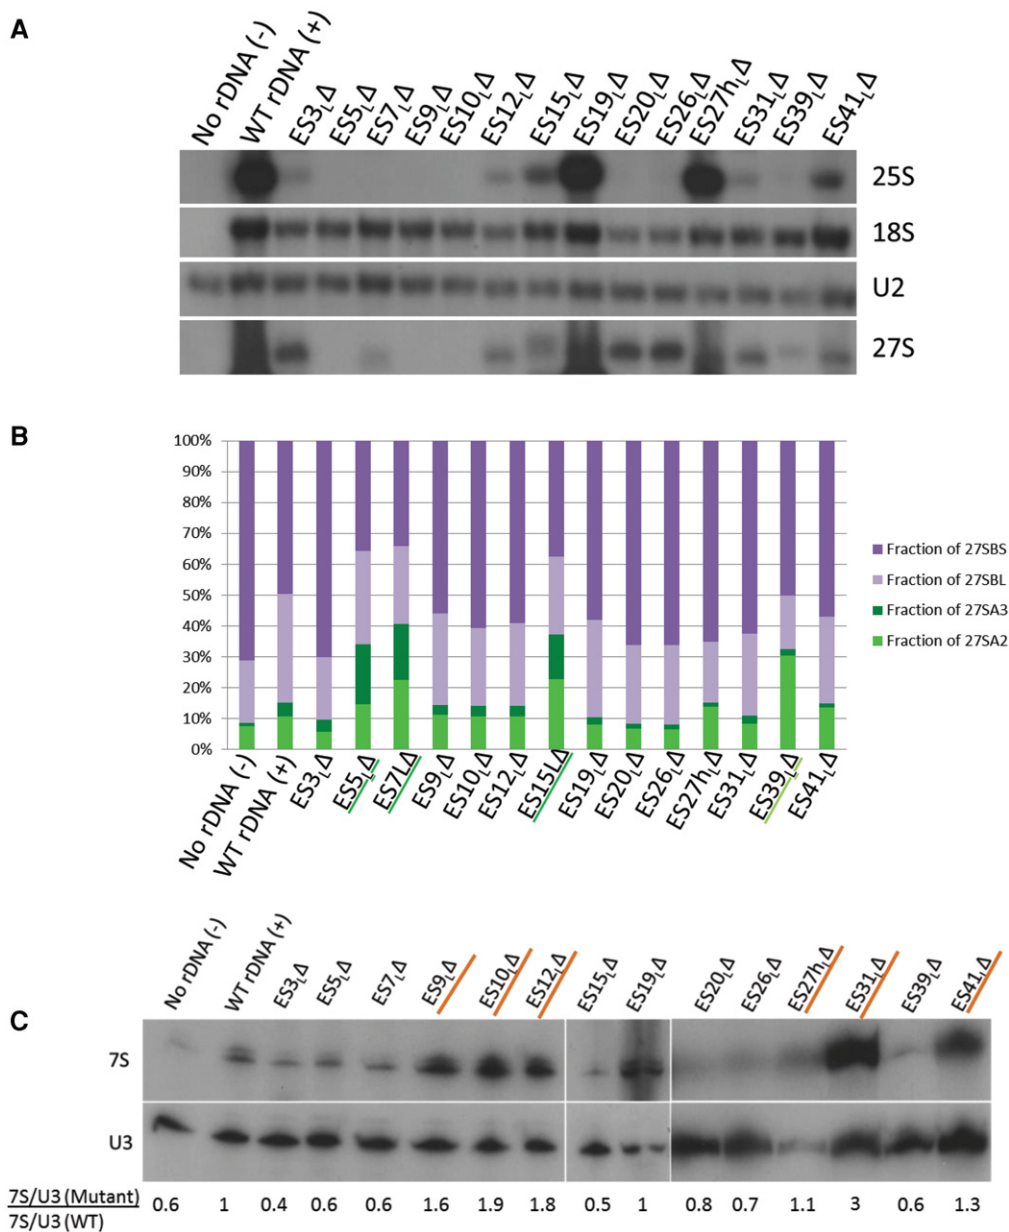 A
No rDNA (-) WT rDNA (+) ES3LΔ ES5LΔ ES7LΔ ES9LΔ ES10LΔ ES12LΔ ES15LΔ ES19LΔ ES20LΔ ES26LΔ ES27hLΔ ES31LΔ ES39LΔ ES41LΔ
25S
18S
U2
27S
B
100%
90%
80%
70%
60%
50%
40%
30%
20%
10%
0%
Fraction of 27SBS
Fraction of 27SBL
Fraction of 27SA3
Fraction of 27SA2
No rDNA (-) WT rDNA (+) ES3LΔ ES5LΔ ES7LΔ ES9LΔ ES10LΔ ES12LΔ ES15LΔ ES19LΔ ES20LΔ ES26LΔ ES27hLΔ ES31LΔ ES39LΔ ES41LΔ
No rDNA (-) WT rDNA (+) ES3LΔ ES5LΔ ES7LΔ ES9LΔ ES10LΔ ES12LΔ ES15LΔ ES19LΔ ES20LΔ ES26LΔ ES27hLΔ ES31LΔ ES39LΔ ES41LΔ
C
7S
U3
7S/U3 (Mutant)
7S/U3 (WT)
0.6 1 0.4 0.6 0.6 1.6 1.9 1.8 0.5 1 0.8 0.7 1.1 3 0.6 1.3